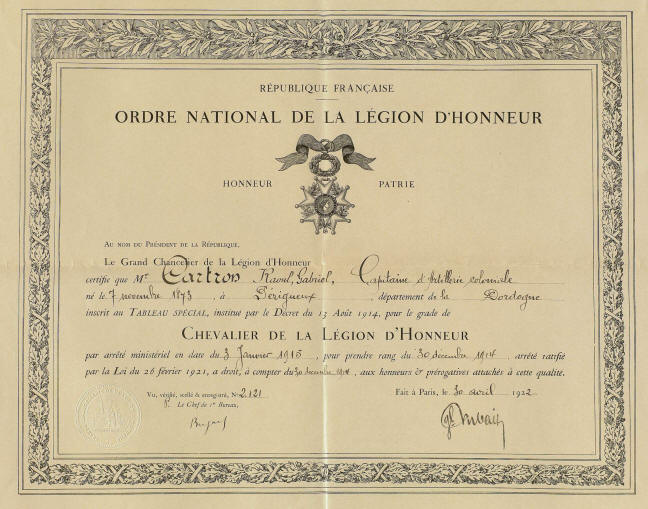 RÉPUBLIQUE FRANÇAISE
ORDRE NATIONAL DE LA LÉGION D'HONNEUR
HONNEUR PATRIE
AU NOM DU PRÉSIDENT DE LA RÉPUBLIQUE,
Le Grand Chancelier de la Légion d'Honneur
certifie que Mr Cartron Raoul, Gabriel, Capitaine d'Artillerie coloniale
né le 7 novembre 1873, à Périgueux, département de la Dordogne
inscrit au TABLEAU SPÉCIAL, institué par le Décret du 13 Août 1914, pour le grade de
CHEVALIER DE LA LÉGION D'HONNEUR
par arrêté ministériel en date du 3 Janvier 1915, pour prendre rang du 30 décembre 1914, arrêté ratifié
par la Loi du 26 février 1921, a droit, à compter du 30 décembre 1914, aux honneurs & prérogatives attachés à cette qualité.
Vu, vérifié, scellé & enregistré, No 2.121
Le Chef du 1er Bureau,
Fait à Paris, le 30 avril 1922